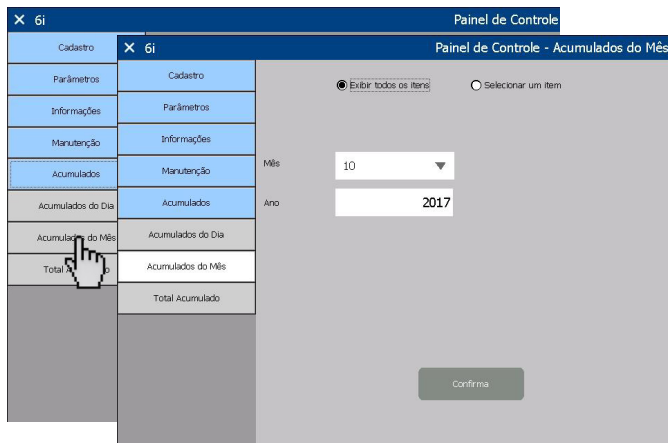 6i
Painel de Controle
Cadastro
Parâmetros
Informações
Manutenção
Acumulados
Acumulados do Dia
Acumulados do Mês
Total
6i
Painel de Controle - Acumulados do Mês
Cadastro
Parâmetros
Informações
Manutenção
Acumulados
Acumulados do Dia
Acumulados do Mês
Total Acumulado
Exibir todos os itens
Selecionar um item
Mês
10
Ano
2017
Confirma